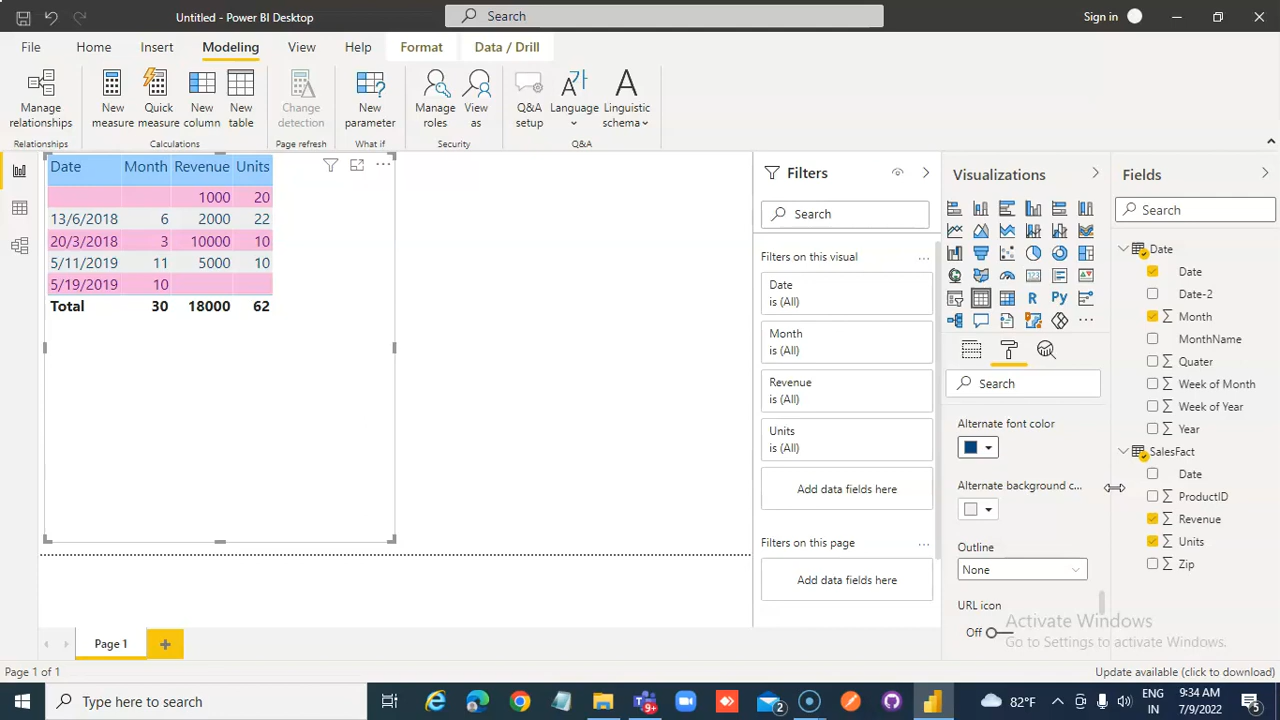 Untitled - Power BI Desktop
Search
Sign in
File
Home
Insert
Modeling
View
Help
Format
Data / Drill
Manage relationships
New measure
Quick measure
New column
New table
Change detection
New parameter
Manage roles
View as
Q&A setup
Language
Linguistic schema
Relationships
Calculations
Page refresh
What if
Security
Q&A
Date Month Revenue Units
1000 20
13/6/2018 6 2000 22
20/3/2018 3 10000 10
5/11/2019 11 5000 10
5/19/2019 10
Total 30 18000 62
Filters
Search
Filters on this visual
Date
is (All)
Month
is (All)
Revenue
is (All)
Units
is (All)
Add data fields here
Filters on this page
Add data fields here
Visualizations
R
Py
123
Search
Alternate font color
Alternate background c...
Outline
None
URL icon
Off
Fields
Search
Date
Date
Date-2
Month
MonthName
Quater
Week of Month
Week of Year
Year
SalesFact
Date
ProductID
Revenue
Units
Zip
Activate Windows
Go to Settings to activate Windows.
Page 1
Page 1 of 1
Update available (click to download)
Type here to search
9+
2
82°F
ENG
IN
9:34 AM
7/9/2022
5